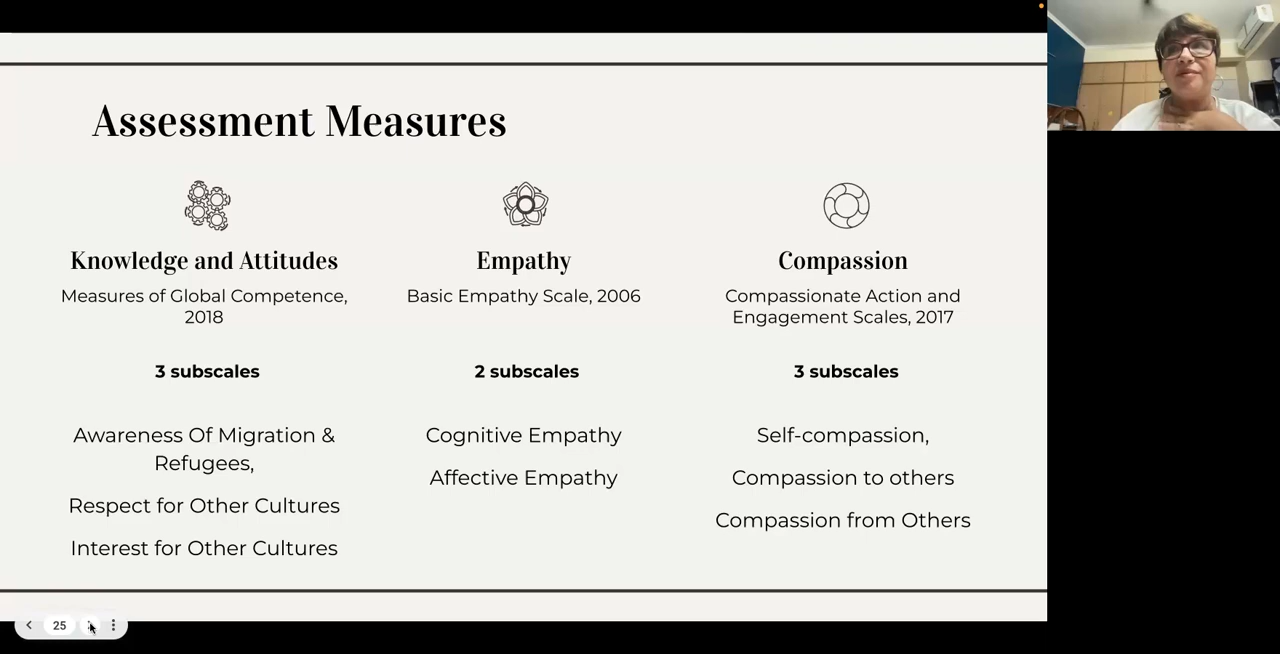 Assessment Measures
Knowledge and Attitudes
Measures of Global Competence,
2018
3 subscales
Awareness Of Migration &
Refugees,
Respect for Other Cultures
Interest for Other Cultures
Empathy
Basic Empathy Scale, 2006
2 subscales
Cognitive Empathy
Affective Empathy
Compassion
Compassionate Action and
Engagement Scales, 2017
3 subscales
Self-compassion,
Compassion to others
Compassion from Others
25